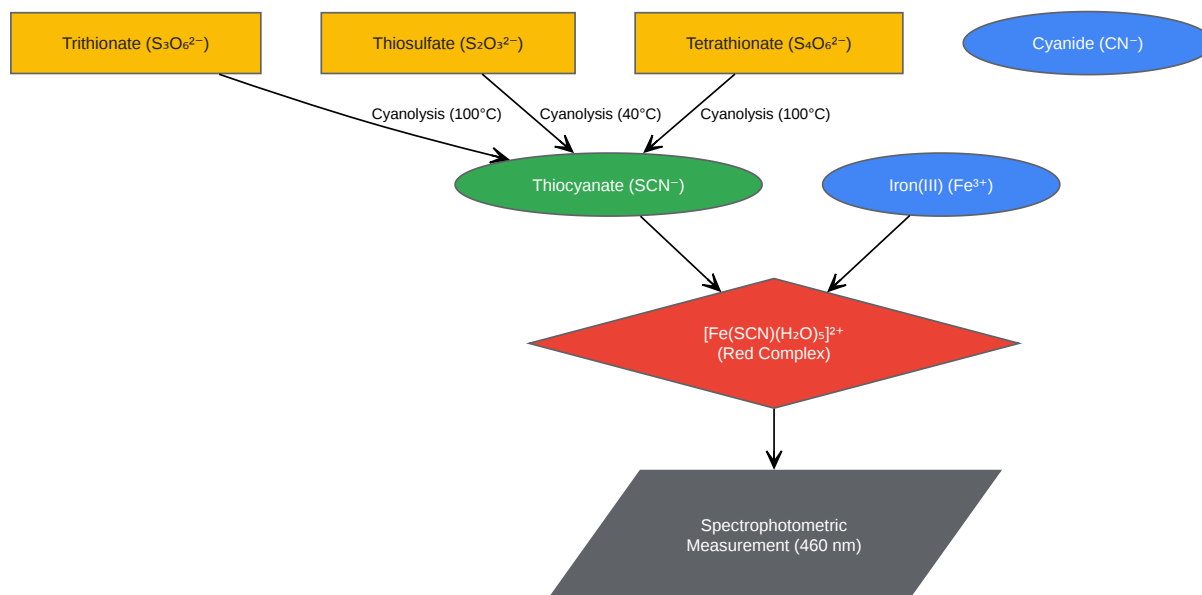 Trithionate (S₃O₆²⁻)
Thiosulfate (S₂O₃²⁻)
Tetrathionate (S₄O₆²⁻)
Cyanide (CN⁻)
Cyanolysis (100°C)
Cyanolysis (40°C)
Cyanolysis (100°C)
Thiocyanate (SCN⁻)
Iron(III) (Fe³⁺)
[Fe(SCN)(H₂O)₅]²⁺
(Red Complex)
Spectrophotometric
Measurement (460 nm)